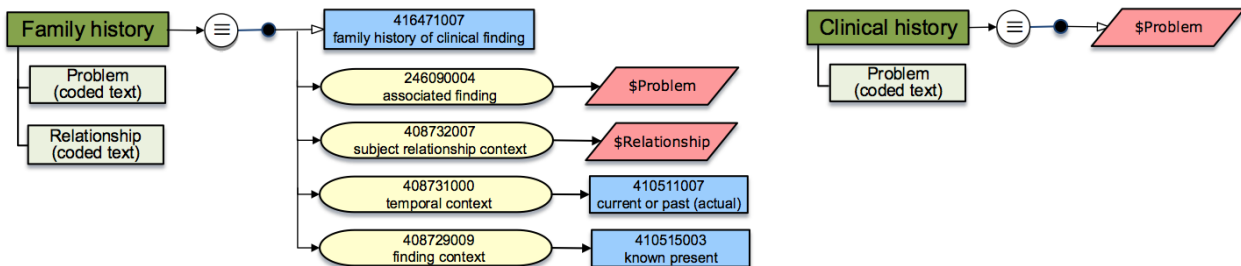 Family history
Problem
(coded text)
Relationship
(coded text)
≡
416471007
family history of clinical finding
246090004
associated finding
$Problem
408732007
subject relationship context
$Relationship
408731000
temporal context
410511007
current or past (actual)
408729009
finding context
410515003
known present
Clinical history
Problem
(coded text)
≡
$Problem